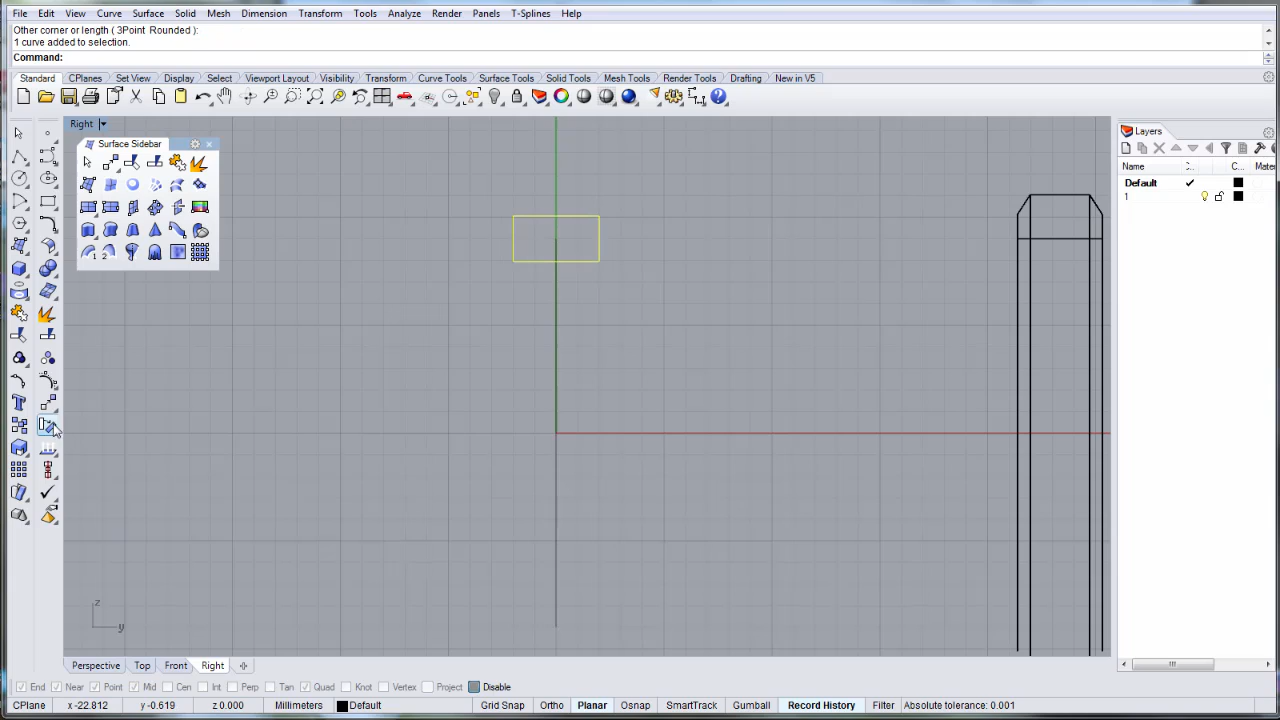 File Edit View Curve Surface Solid Mesh Dimension Transform Tools Analyze Render Panels T-Splines Help
Other corner or length ( 3Point Rounded ):
1 curve added to selection.
Command:
Standard CPlanes Set View Display Select Viewport Layout Visibility Transform Curve Tools Surface Tools Solid Tools Mesh Tools Render Tools Drafting New in V5
Right
Surface Sidebar
1 2
Layers
Name C... Mater
Default
1
z
y
Perspective Top Front Right
End Near Point Mid Cen Int Perp Tan Quad Knot Vertex Project Disable
CPlane x -22.812 y -0.619 z 0.000 Millimeters Default Grid Snap Ortho Planar Osnap SmartTrack Gumball Record History Filter Absolute tolerance: 0.001